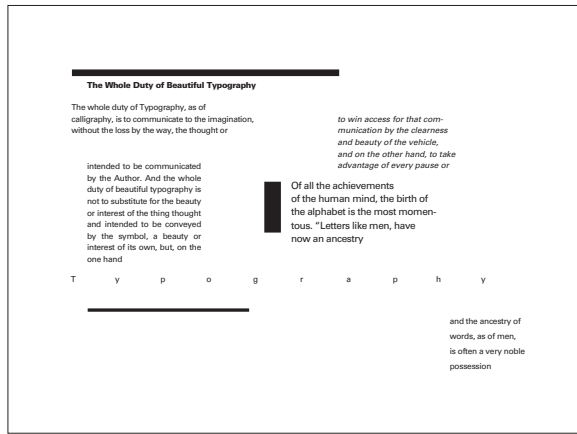 The Whole Duty of Beautiful Typography
The whole duty of Typography, as of
calligraphy, is to communicate to the imagination,
without the loss by the way, the thought or
intended to be communicated
by the Author. And the whole
duty of beautiful typography is
not to substitute for the beauty
or interest of the thing thought
and intended to be conveyed
by the symbol, a beauty or
interest of its own, but, on the
one hand
to win access for that com-
munication by the clearness
and beauty of the vehicle,
and on the other hand, to take
advantage of every pause or
Of all the achievements
of the human mind, the birth of
the alphabet is the most momen-
tous. “Letters like men, have
now an ancestry
T y p o g r a p h y
and the ancestry of
words, as of men,
is often a very noble
possession